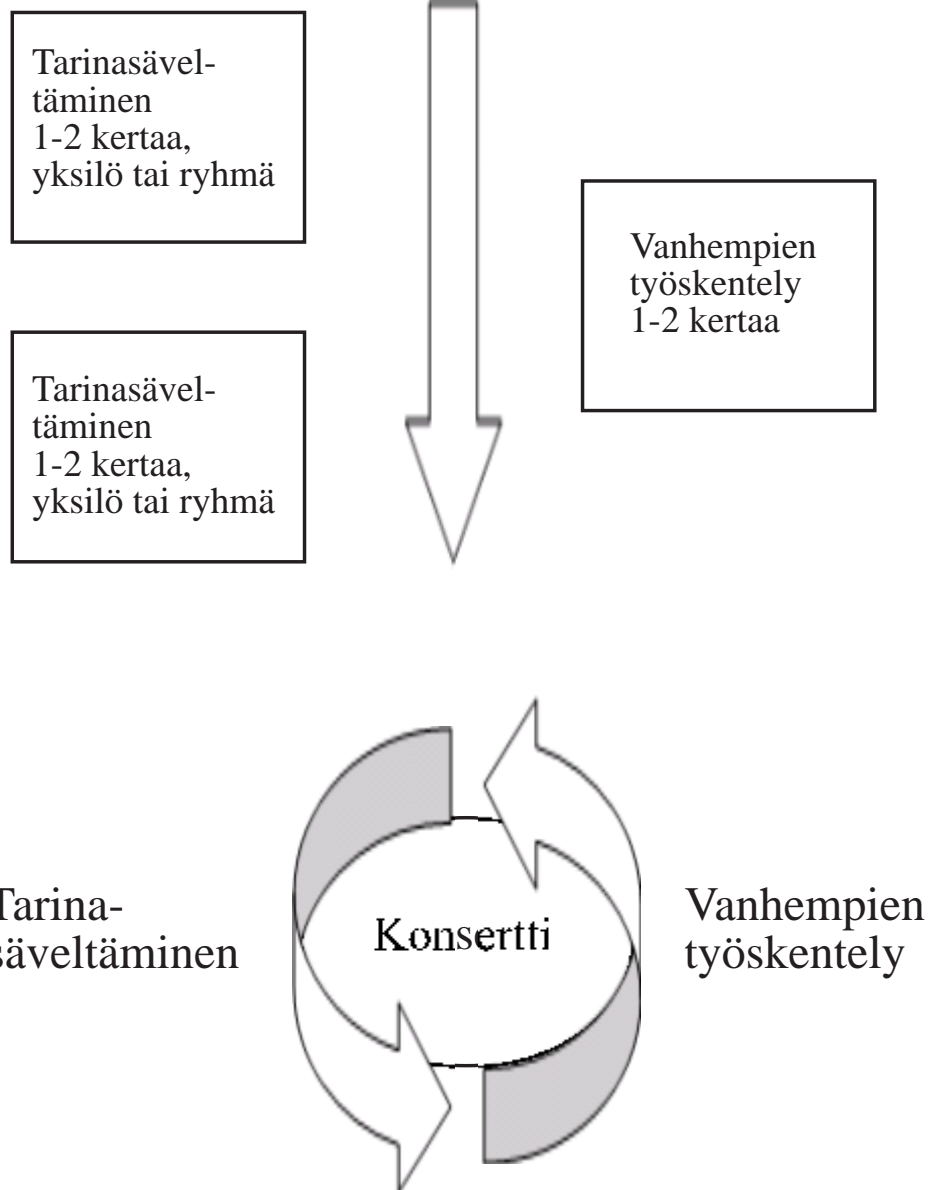 Tarinasävel-
täminen
1-2 kertaa,
yksilö tai ryhmä
Vanhempien
työskentely
1-2 kertaa
Tarinasävel-
täminen
1-2 kertaa,
yksilö tai ryhmä
Tarina-
säveltäminen
Konsertti
Vanhempien
työskentely